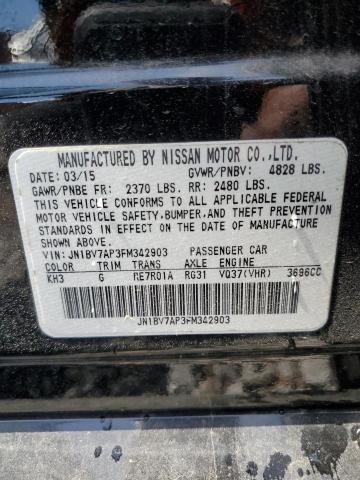 MANUFACTURED BY NISSAN MOTOR CO.,LTD.
DATE: 03/15 GVWR/PNBV: 4828 LBS.
GAWR/PNBE FR: 2370 LBS. RR: 2480 LBS.
THIS VEHICLE CONFORMS TO ALL APPLICABLE FEDERAL
MOTOR VEHICLE SAFETY, BUMPER, AND THEFT PREVENTION
STANDARDS IN EFFECT ON THE DATE OF MANUFACTURE
SHOWN ABOVE.
VIN: JN1BV7AP3FM342903 PASSENGER CAR
COLOR TRIM TRANS AXLE ENGINE
KH3 G RE7R01A RG31 VQ37(VHR) 3696CC
JN1BV7AP3FM342903